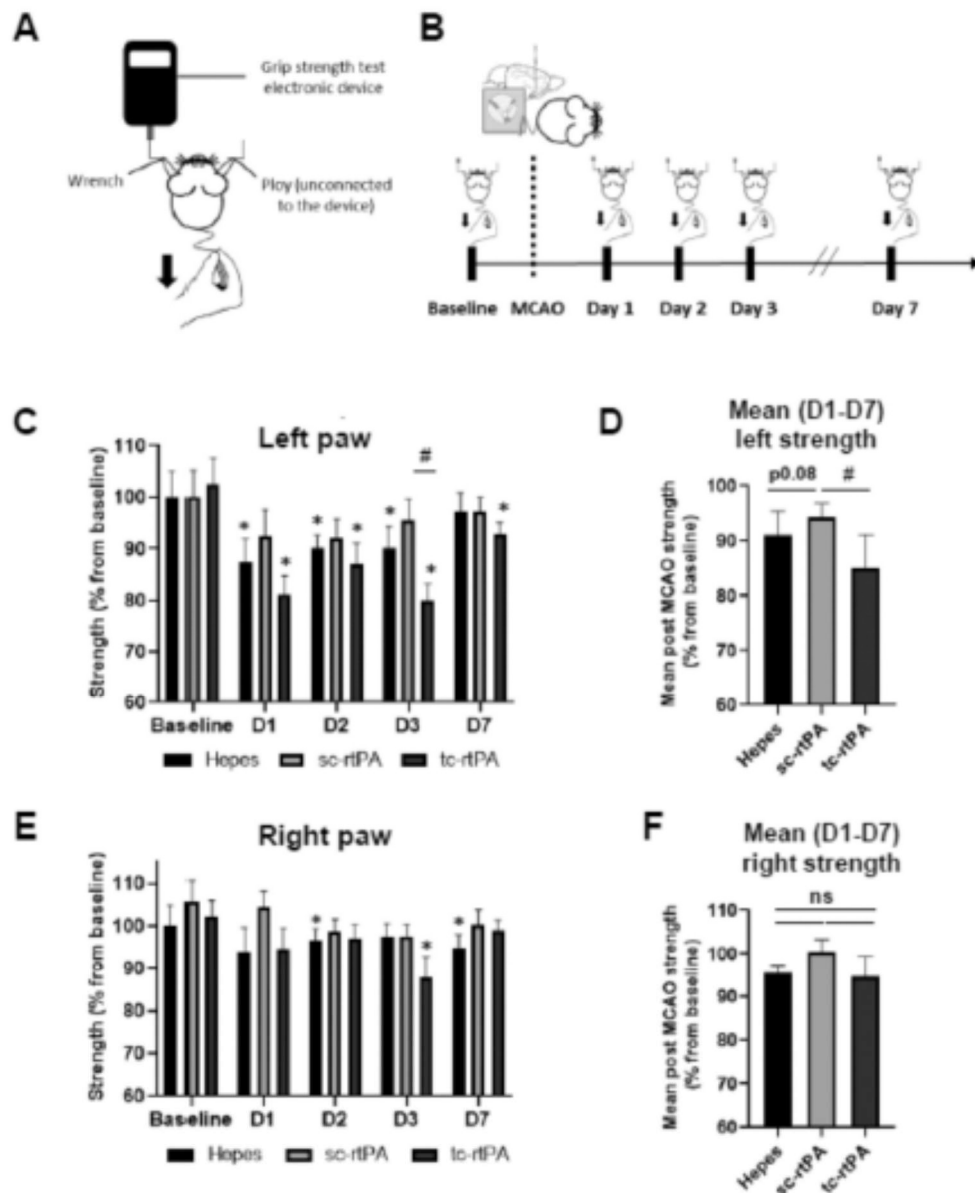 A
Grip strength test
electronic device
Wrench
Ploy (unconnected
to the device)
B
Baseline MCAO Day 1 Day 2 Day 3 Day 7
C
Left paw
Strength (% from baseline)
110
100
90
80
70
60
#
* * * * * * *
Baseline D1 D2 D3 D7
Hepes sc-rtPA tc-rtPA
D
Mean (D1-D7)
left strength
Mean post MCAO strength
(% from baseline)
100
90
80
70
60
p0.08 #
Hepes sc-rtPA tc-rtPA
E
Right paw
Strength (% from baseline)
110
100
90
80
70
60
* * *
Baseline D1 D2 D3 D7
Hepes sc-rtPA tc-rtPA
F
Mean (D1-D7)
right strength
Mean post MCAO strength
(% from baseline)
110
100
90
80
70
60
ns
Hepes sc-rtPA tc-rtPA